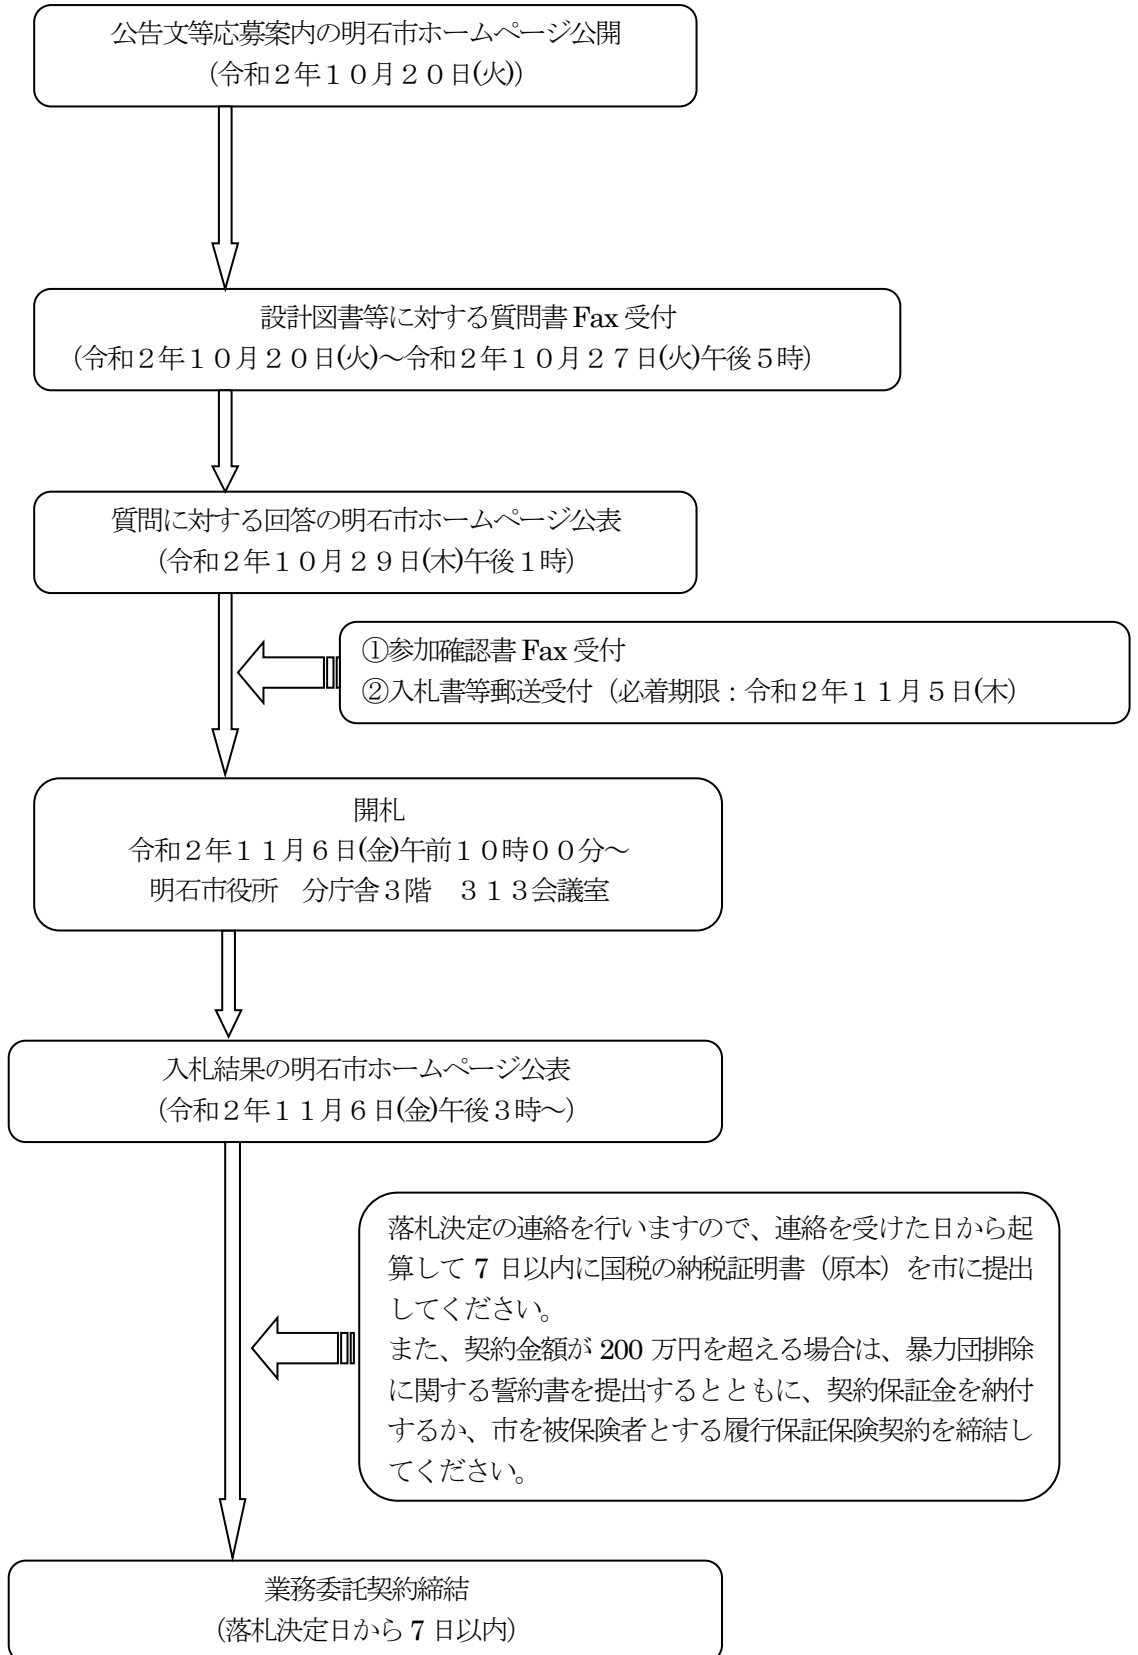 公告文等応募案内の明石市ホームページ公開
（令和２年１０月２０日(火)）
設計図書等に対する質問書 Fax 受付
（令和２年１０月２０日(火)～令和２年１０月２７日(火)午後５時）
質問に対する回答の明石市ホームページ公表
（令和２年１０月２９日(木)午後１時）
①参加確認書 Fax 受付
②入札書等郵送受付（必着期限：令和２年１１月５日(木）
開札
令和２年１１月６日(金)午前１０時００分～
明石市役所　分庁舎３階　３１３会議室
入札結果の明石市ホームページ公表
（令和２年１１月６日(金)午後３時～）
落札決定の連絡を行いますので、連絡を受けた日から起
算して 7 日以内に国税の納税証明書（原本）を市に提出
してください。
また、契約金額が 200 万円を超える場合は、暴力団排除
に関する誓約書を提出するとともに、契約保証金を納付
するか、市を被保険者とする履行保証保険契約を締結し
てください。
業務委託契約締結
（落札決定日から 7 日以内）